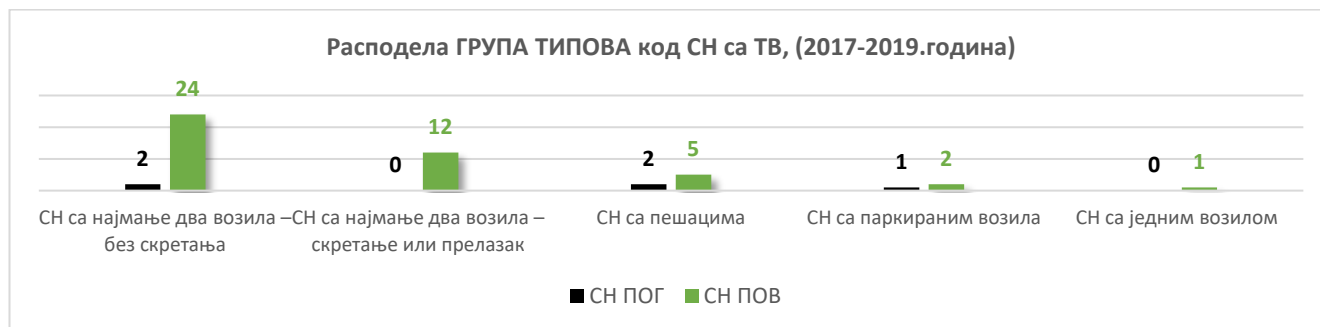 Расподела ГРУПА ТИПОВА код СН са ТВ, (2017-2019.година)
2
24
0
12
2
5
1
2
0
1
СН са најмање два возила –
без скретања
СН са најмање два возила –
скретање или прелазак
СН са пешацима
СН са паркираним возила
СН са једним возилом
СН ПОГ
СН ПОВ